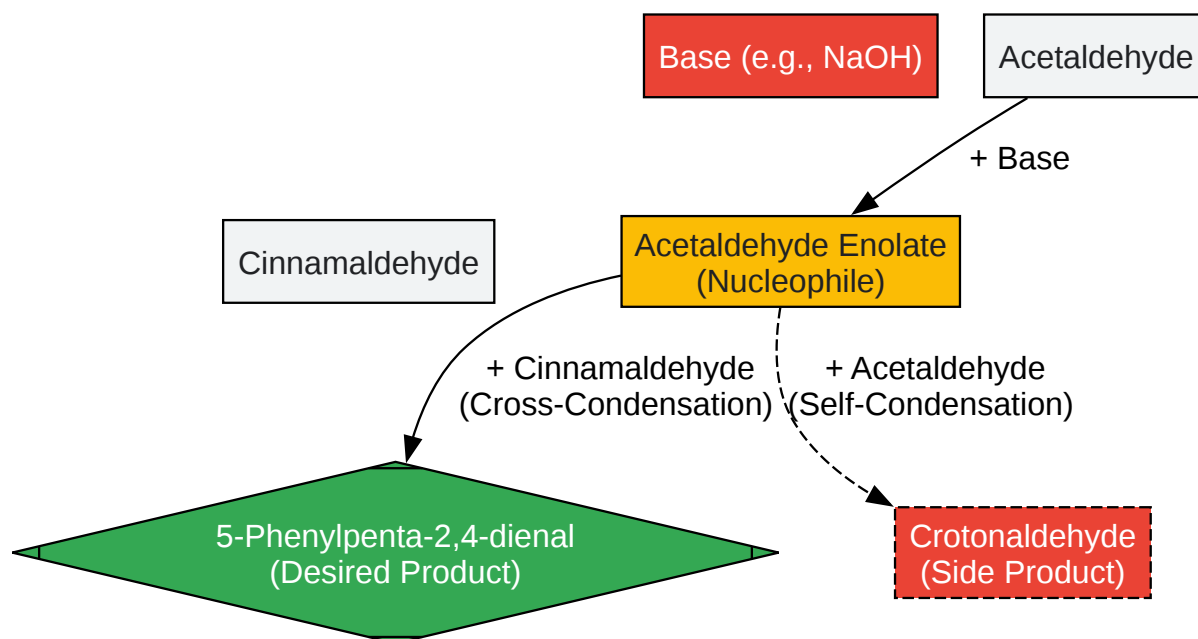 Base (e.g., NaOH)
Acetaldehyde
+ Base
Cinnamaldehyde
Acetaldehyde Enolate
(Nucleophile)
+ Cinnamaldehyde
(Cross-Condensation)
+ Acetaldehyde
(Self-Condensation)
5-Phenylpenta-2,4-dienal
(Desired Product)
Crotonaldehyde
(Side Product)